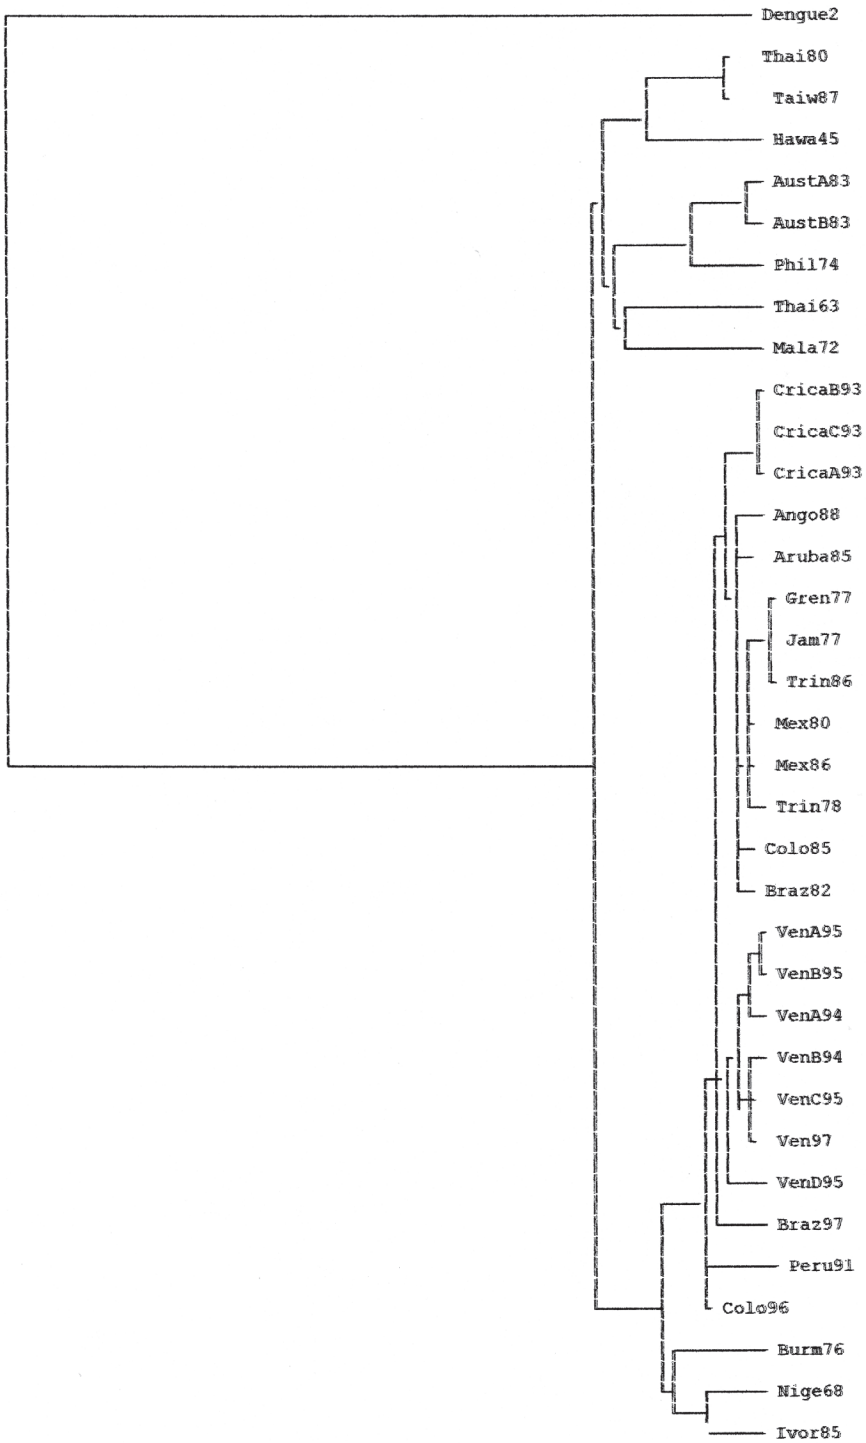 Dengue2
Thai80
Taiw87
Hawa45
AustA83
AustB83
Phil74
Thai63
Mala72
CricaB93
CricaC93
CricaA93
Ango88
Aruba85
Gren77
Jam77
Trin86
Mex80
Mex86
Trin78
Colo85
Braz82
VenA95
VenB95
VenA94
VenB94
VenC95
Ven97
VenD95
Braz97
Peru91
Colo96
Burm76
Nige68
Ivor85